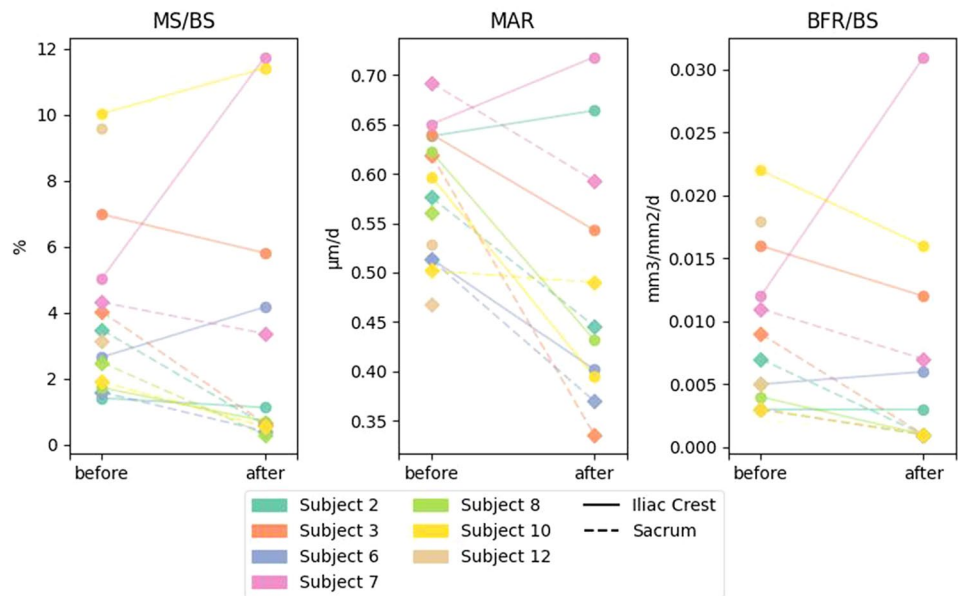 MS/BS
MAR
BFR/BS
12
10
8
6
4
2
0
%
before
after
0.70
0.65
0.60
0.55
0.50
0.45
0.40
0.35
μm/d
before
after
0.030
0.025
0.020
0.015
0.010
0.005
0.000
mm3/mm2/d
before
after
Subject 2
Subject 3
Subject 6
Subject 7
Subject 8
Subject 10
Subject 12
Iliac Crest
Sacrum